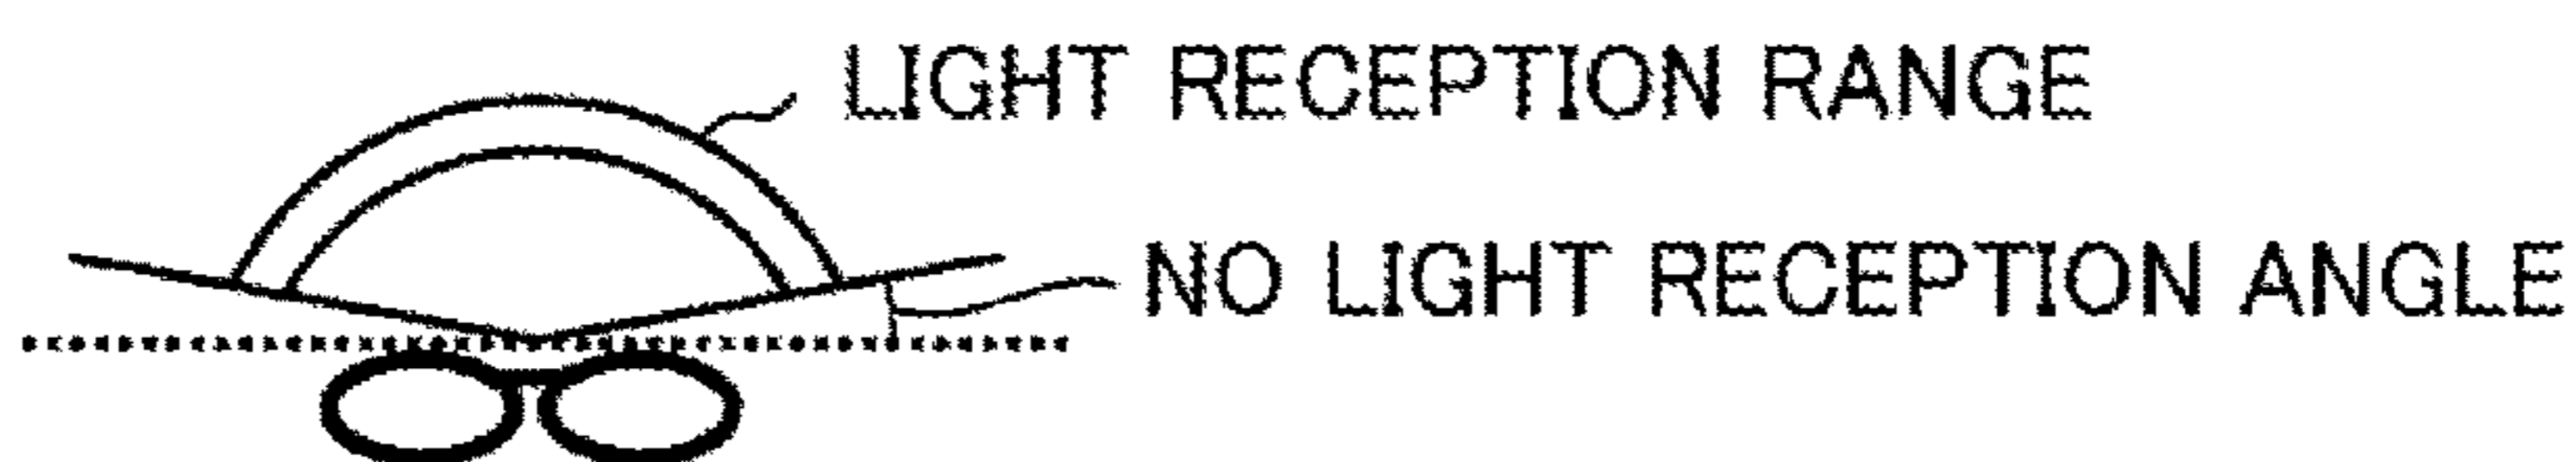 LIGHT RECEPTION RANGE
NO LIGHT RECEPTION ANGLE